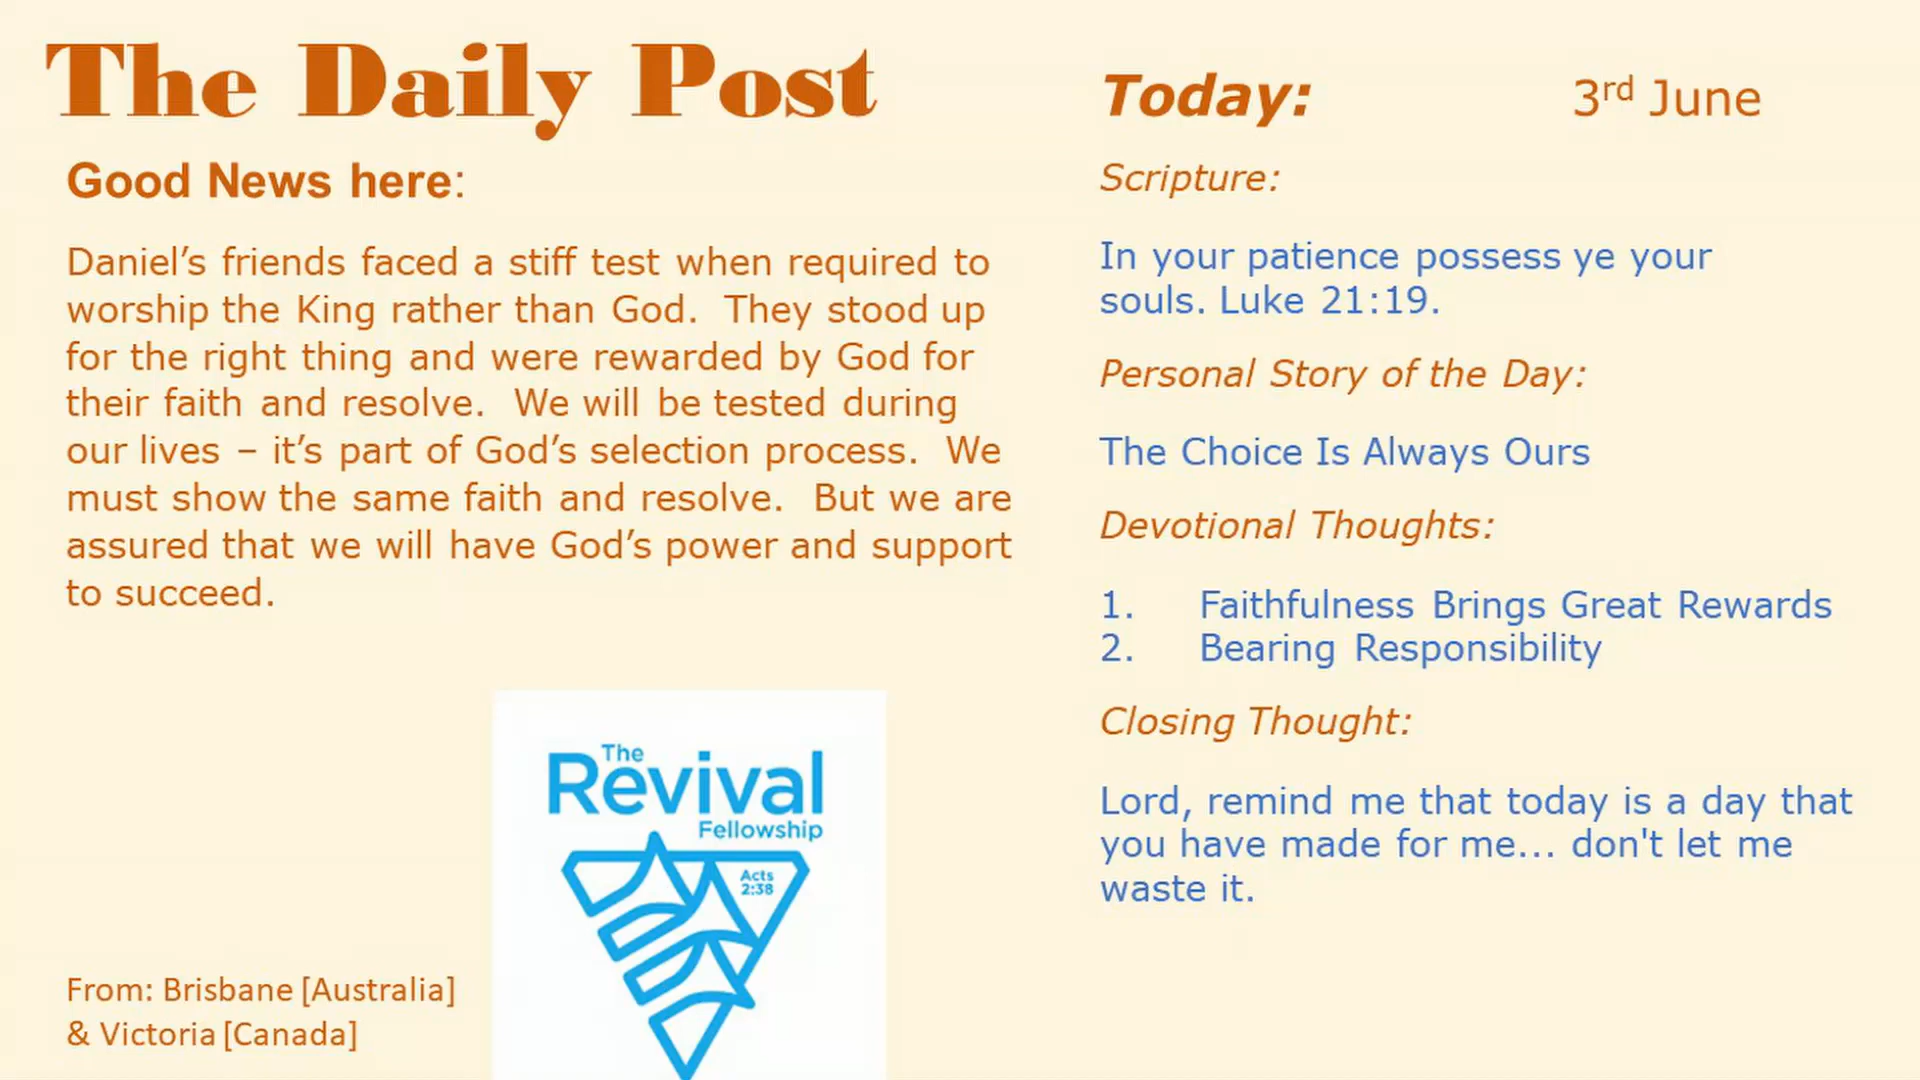 The Daily Post
Good News here:
Daniel’s friends faced a stiff test when required to
worship the King rather than God.  They stood up
for the right thing and were rewarded by God for
their faith and resolve.  We will be tested during
our lives – it’s part of God’s selection process.  We
must show the same faith and resolve.  But we are
assured that we will have God’s power and support
to succeed.
The
Revival
Fellowship
Acts
2:38
From: Brisbane [Australia]
& Victoria [Canada]
Today: 3rd June
Scripture:
In your patience possess ye your
souls. Luke 21:19.
Personal Story of the Day:
The Choice Is Always Ours
Devotional Thoughts:
1. Faithfulness Brings Great Rewards
2. Bearing Responsibility
Closing Thought:
Lord, remind me that today is a day that
you have made for me... don't let me
waste it.